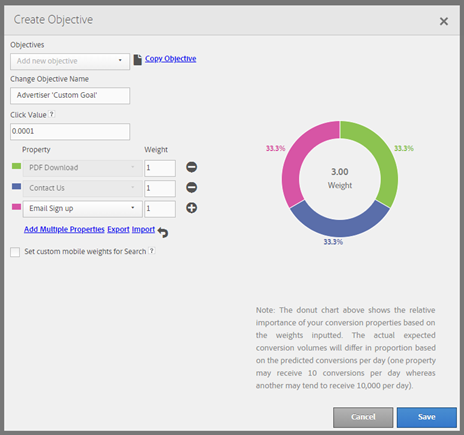 Create Objective
Objectives
Add new objective
Copy Objective
Change Objective Name
Advertiser 'Custom Goal'
Click Value ?
0.0001
Property Weight
PDF Download 1
Contact Us 1
Email Sign up 1
Add Multiple Properties Export Import
Set custom mobile weights for Search ?
33.3%
33.3%
3.00
Weight
33.3%
Note: The donut chart above shows the relative
importance of your conversion properties based on
the weights inputted. The actual expected
conversion volumes will differ in proportion based
on the predicted conversions per day (one property
may receive 10 conversions per day whereas
another may tend to receive 10,000 per day).
Cancel
Save